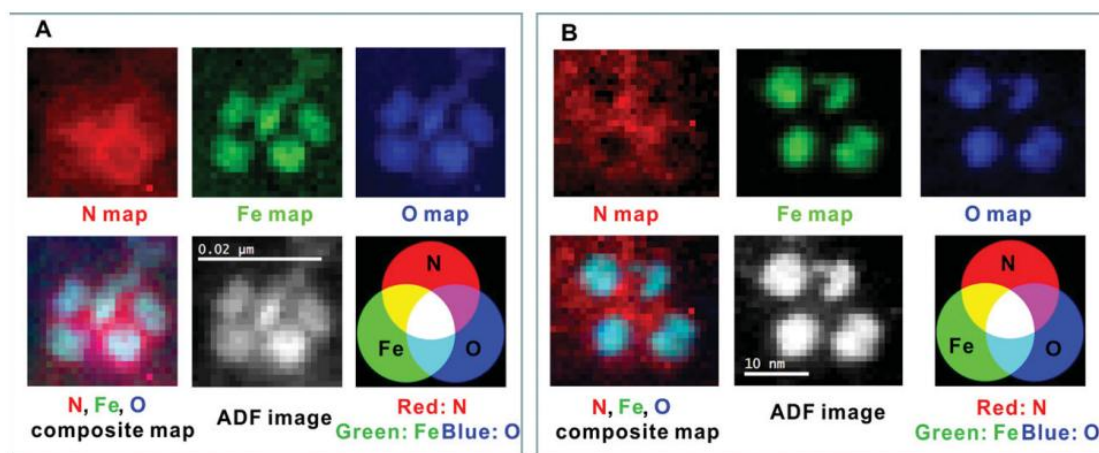 A
N map
Fe map
O map
0.02 µm
N
Fe
O
N, Fe, O
composite map
ADF image
Red: N
Green: Fe Blue: O
B
N map
Fe map
O map
10 nm
N
Fe
O
N, Fe, O
composite map
ADF image
Red: N
Green: Fe Blue: O